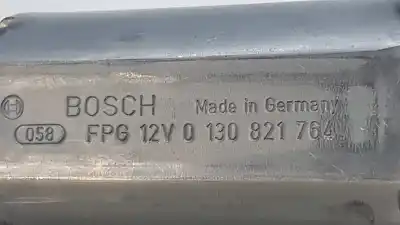 BOSCH Made in Germany
058 FPG 12V 0 130 821 764